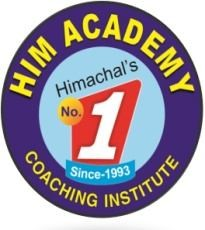 HIM ACADEMY
Himachal's
No.
1
Since-1993
COACHING INSTITUTE